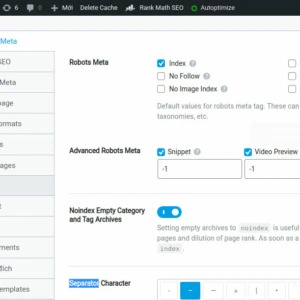 6 0 + Mới Delete Cache Rank Math SEO Autoptimize
Meta
SEO
Meta
page
ormats
s
ages
t
ments
flich
emplates
Robots Meta
Index
No Follow
No Image Index
Default values for robots meta tag. These can
taxonomies, etc.
Advanced Robots Meta
Snippet
Video Preview
-1
-1
Noindex Empty Category
and Tag Archives
Setting empty archives to noindex is useful
pages and dilution of page rank. As soon as a
index .
Separator Character